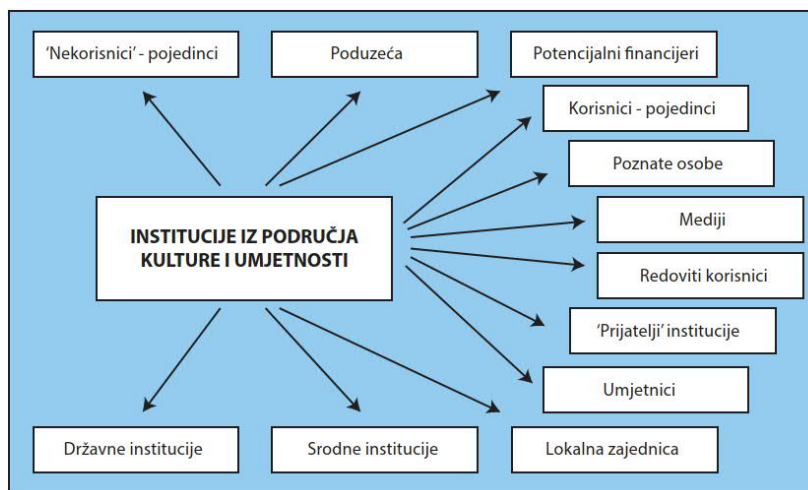 'Nekorisnici' - pojedinci
Poduzeća
Potencijalni financijeri
Korisnici - pojedinci
Poznate osobe
INSTITUCIJE IZ PODRUČJA
KULTURE I UMJETNOSTI
Mediji
Redoviti korisnici
'Prijatelji' institucije
Umjetnici
Državne institucije
Srodne institucije
Lokalna zajednica